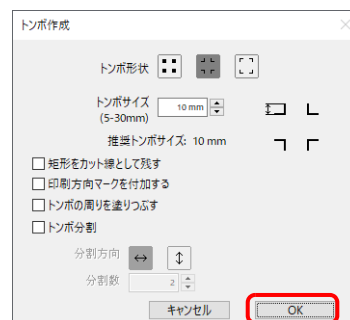 トンボ作成
トンボ形状
トンボサイズ 10 mm
(5-30mm)
推奨トンボサイズ: 10 mm
矩形をカット線として残す
印刷方向マークを付加する
トンボの周りを塗りつぶす
トンボ分割
分割方向
分割数 2
キャンセル OK